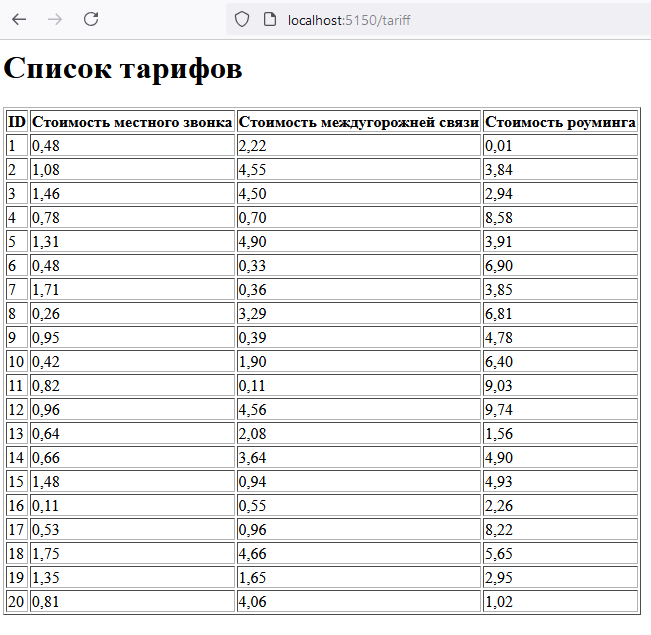 localhost:5150/tariff
Список тарифов
ID Стоимость местного звонка Стоимость междугорожней связи Стоимость роуминга
1 0,48 2,22 0,01
2 1,08 4,55 3,84
3 1,46 4,50 2,94
4 0,78 0,70 8,58
5 1,31 4,90 3,91
6 0,48 0,33 6,90
7 1,71 0,36 3,85
8 0,26 3,29 6,81
9 0,95 0,39 4,78
10 0,42 1,90 6,40
11 0,82 0,11 9,03
12 0,96 4,56 9,74
13 0,64 2,08 1,56
14 0,66 3,64 4,90
15 1,48 0,94 4,93
16 0,11 0,55 2,26
17 0,53 0,96 8,22
18 1,75 4,66 5,65
19 1,35 1,65 2,95
20 0,81 4,06 1,02